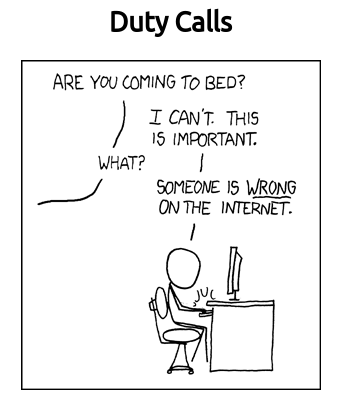 Duty Calls
ARE YOU COMING TO BED?
I CAN'T. THIS
IS IMPORTANT.
WHAT?
SOMEONE IS WRONG
ON THE INTERNET.